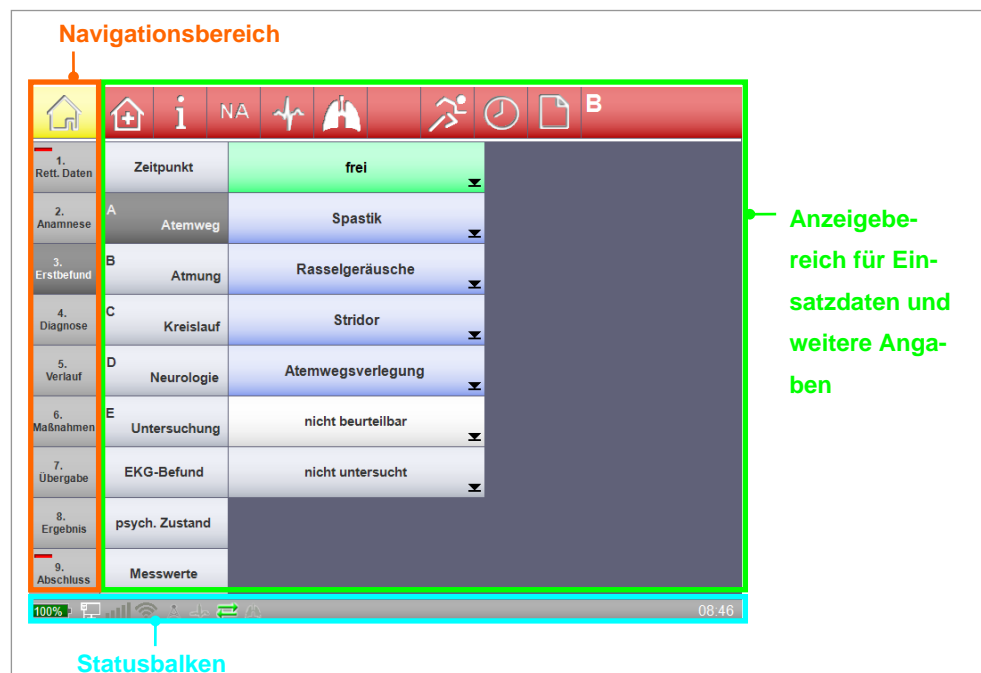 Navigationsbereich
i NA B
1.
Rett. Daten
2.
Anamnese
3.
Erstbefund
4.
Diagnose
5.
Verlauf
6.
Maßnahmen
7.
Übergabe
8.
Ergebnis
9.
Abschluss
Zeitpunkt
A
Atemweg
B
Atmung
C
Kreislauf
D
Neurologie
E
Untersuchung
EKG-Befund
psych. Zustand
Messwerte
frei
Spastik
Rasselgeräusche
Stridor
Atemwegsverlegung
nicht beurteilbar
nicht untersucht
Anzeigebe-
reich für Ein-
satzdaten und
weitere Anga-
ben
100% 08:46
Statusbalken